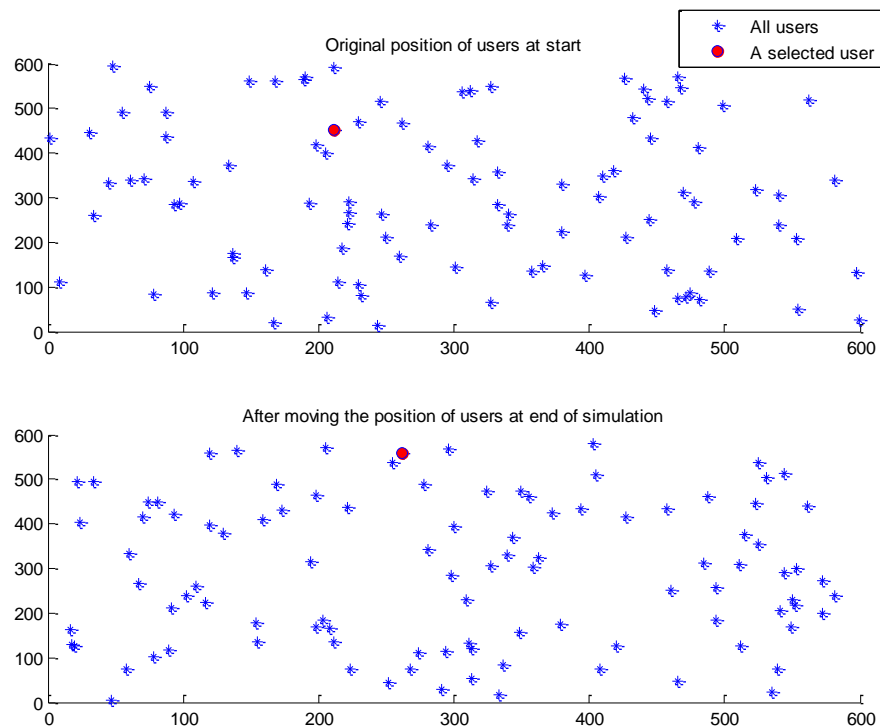 All users
A selected user
Original position of users at start
600
500
400
300
200
100
0
0 100 200 300 400 500 600
After moving the position of users at end of simulation
600
500
400
300
200
100
0
0 100 200 300 400 500 600